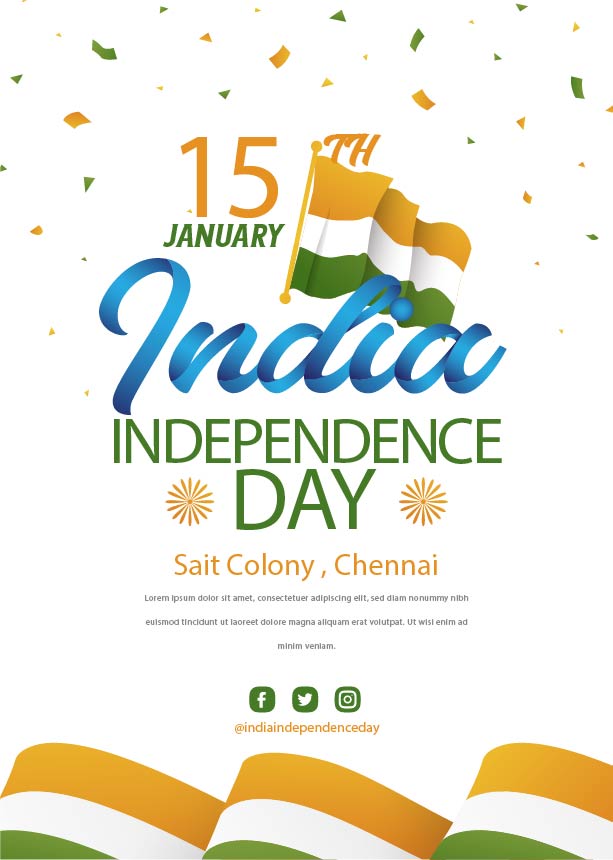 15TH
JANUARY
India
INDEPENDENCE
DAY
Sait Colony , Chennai
Lorem ipsum dolor sit amet, consectetuer adipiscing elit, sed diam nonummy nibh
euismod tincidunt ut laoreet dolore magna aliquam erat volutpat. Ut wisi enim ad
minim veniam.
@indiaindependenceday